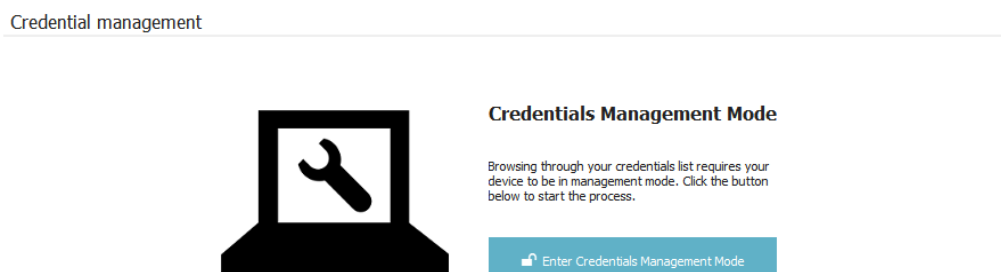 Credential management
Credentials Management Mode
Browsing through your credentials list requires your
device to be in management mode. Click the button
below to start the process.
Enter Credentials Management Mode